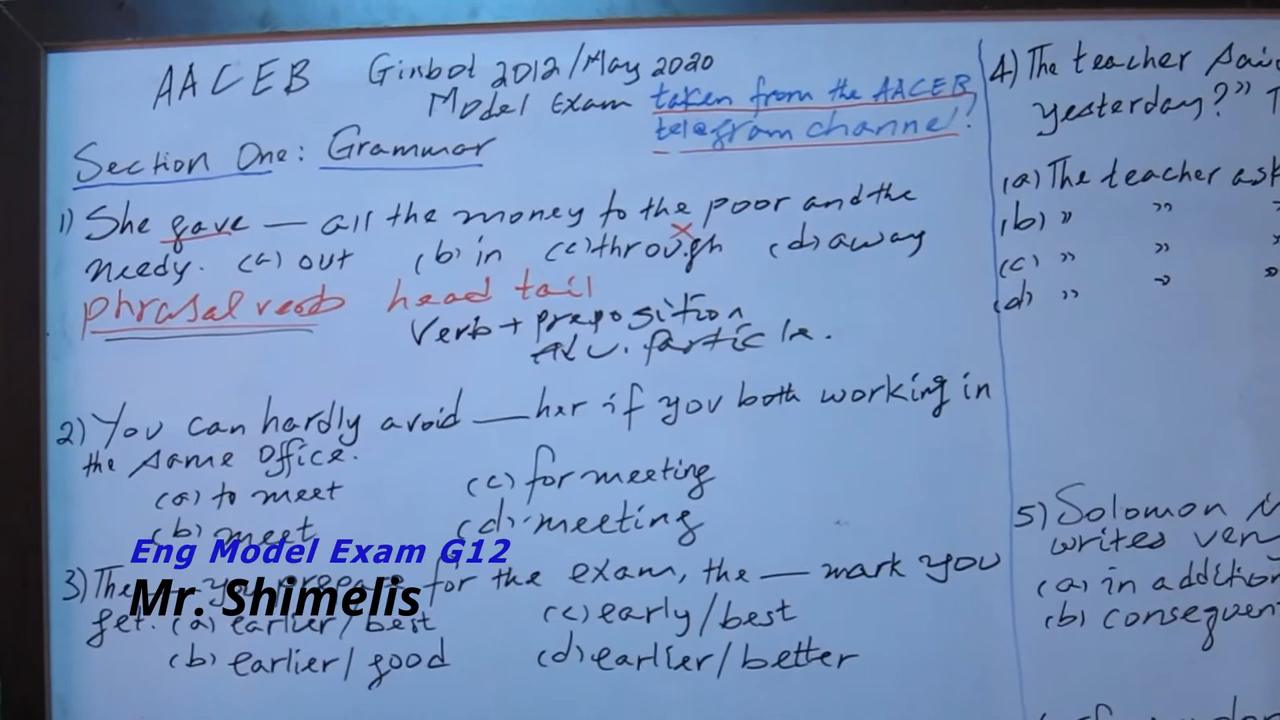 AACEB Ginbot 2012/May 2020
Model Exam taken from the AACEB
telegram channel!
Section One: Grammar
1) She gave — all the money to the poor and the
needy. (a) out (b) in (c) through (d) away
phrasal verb head tail
Verb + preposition
Adv. particle.
2) You can hardly avoid — her if you both working in
the same office.
(a) to meet (c) for meeting
(b) meet (d) meeting
3) The — you prepare for the exam, the — mark you
get. (a) earlier/best (c) early/best
(b) earlier/good (d) earlier/better
Eng Model Exam G12
Mr. Shimelis
4) The teacher
yesterday?"
(a) The teacher
(b) " "
(c) " "
(d) " "
5) Solomon
writes
(a) in
(b)